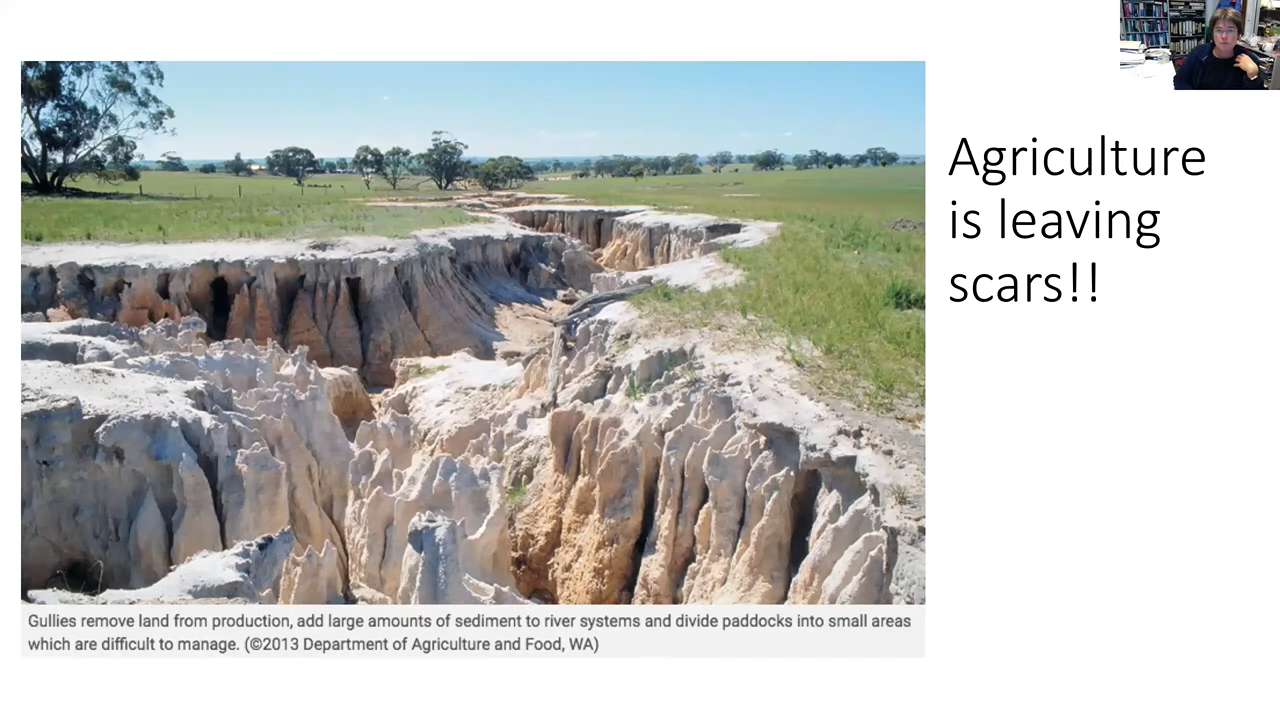 Agriculture
is leaving
scars!!
Gullies remove land from production, add large amounts of sediment to river systems and divide paddocks into small areas
which are difficult to manage. (©2013 Department of Agriculture and Food, WA)